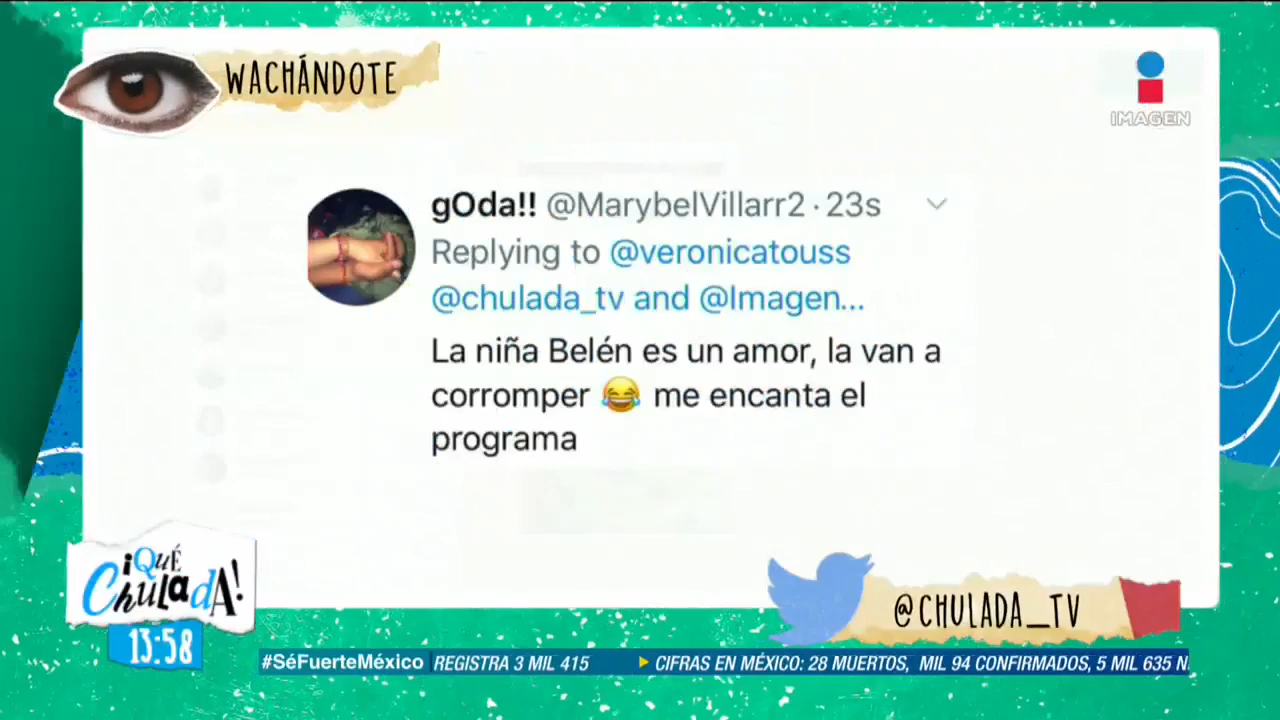 WACHÁNDOTE
IMAGEN
gOda!! @MarybelVillarr2 · 23s
Replying to @veronicatouss
@chulada_tv and @Imagen...
La niña Belén es un amor, la van a
corromper 😂 me encanta el
programa
¡QUÉ
ChuladA!
13:58
@CHULADA_TV
#SéFuerteMéxico REGISTRA 3 MIL 415 CIFRAS EN MÉXICO: 28 MUERTOS, MIL 94 CONFIRMADOS, 5 MIL 635 N